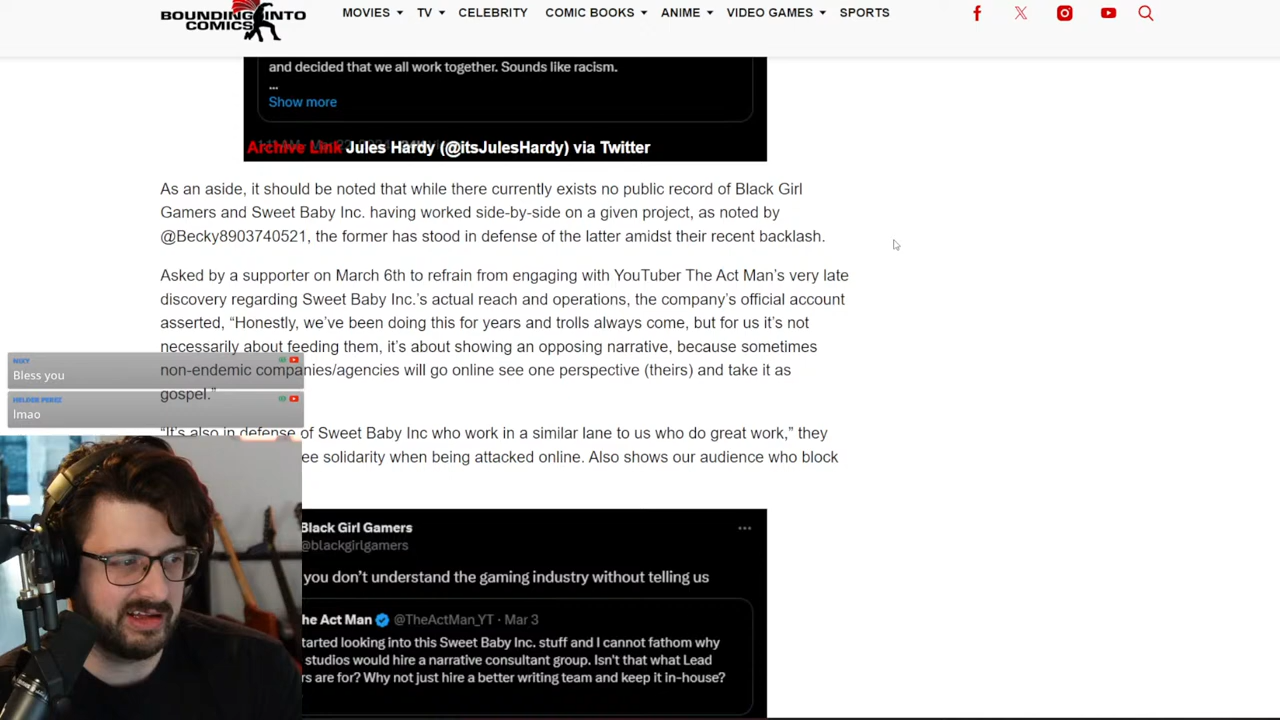 BOUNDING INTO
COMICS
MOVIES
TV
CELEBRITY
COMIC BOOKS
ANIME
VIDEO GAMES
SPORTS
and decided that we all work together. Sounds like racism.
...
Show more
Archive Link Jules Hardy (@itsJulesHardy) via Twitter
As an aside, it should be noted that while there currently exists no public record of Black Girl
Gamers and Sweet Baby Inc. having worked side-by-side on a given project, as noted by
@Becky8903740521, the former has stood in defense of the latter amidst their recent backlash.
Asked by a supporter on March 6th to refrain from engaging with YouTuber The Act Man's very late
discovery regarding Sweet Baby Inc.'s actual reach and operations, the company's official account
asserted, “Honestly, we've been doing this for years and trolls always come, but for us it's not
necessarily about feeding them, it's about showing an opposing narrative, because sometimes
non-endemic companies/agencies will go online see one perspective (theirs) and take it as
gospel.”
NIXY
Bless you
HELDER PEREZ
lmao
“It's also in defense of Sweet Baby Inc who work in a similar lane to us who do great work,” they
ee solidarity when being attacked online. Also shows our audience who block
Black Girl Gamers
@blackgirlgamers
you don't understand the gaming industry without telling us
he Act Man @TheActMan_YT · Mar 3
tarted looking into this Sweet Baby Inc. stuff and I cannot fathom why
studios would hire a narrative consultant group. Isn't that what Lead
rs are for? Why not just hire a better writing team and keep it in-house?